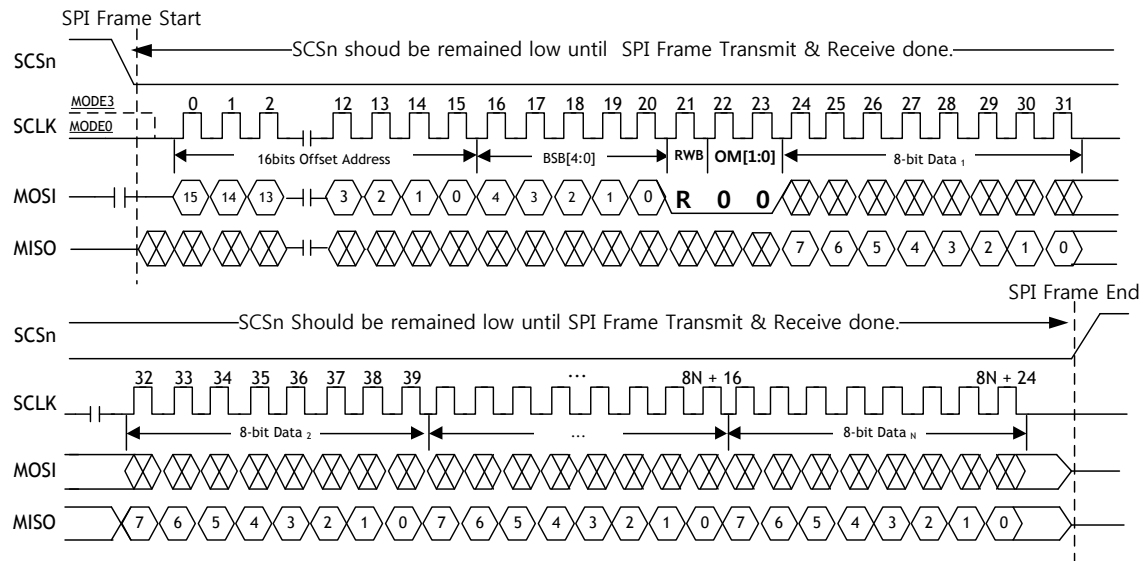 SPI Frame Start
SCSn
SCSn shoud be remained low until SPI Frame Transmit & Receive done.
MODE3
0 1 2 12 13 14 15 16 17 18 19 20 21 22 23 24 25 26 27 28 29 30 31
SCLK
MODE0
16bits Offset Address BSB[4:0] RWB OM[1:0] 8-bit Data 1
MOSI 15 14 13 3 2 1 0 4 3 2 1 0 R 0 0
MISO 7 6 5 4 3 2 1 0
SPI Frame End
SCSn
SCSn Should be remained low until SPI Frame Transmit & Receive done.
32 33 34 35 36 37 38 39 ... 8N + 16 8N + 24
SCLK
8-bit Data 2 ... 8-bit Data N
MOSI
MISO 7 6 5 4 3 2 1 0 7 6 5 4 3 2 1 0 7 6 5 4 3 2 1 0